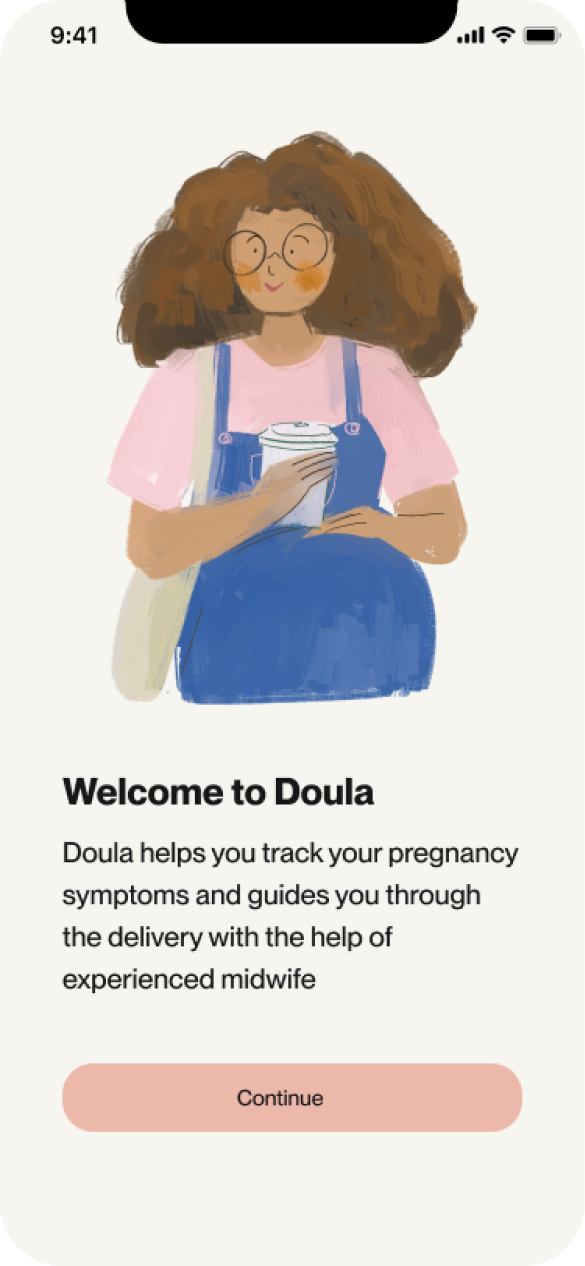 9:41
Welcome to Doula
Doula helps you track your pregnancy
symptoms and guides you through
the delivery with the help of
experienced midwife
Continue